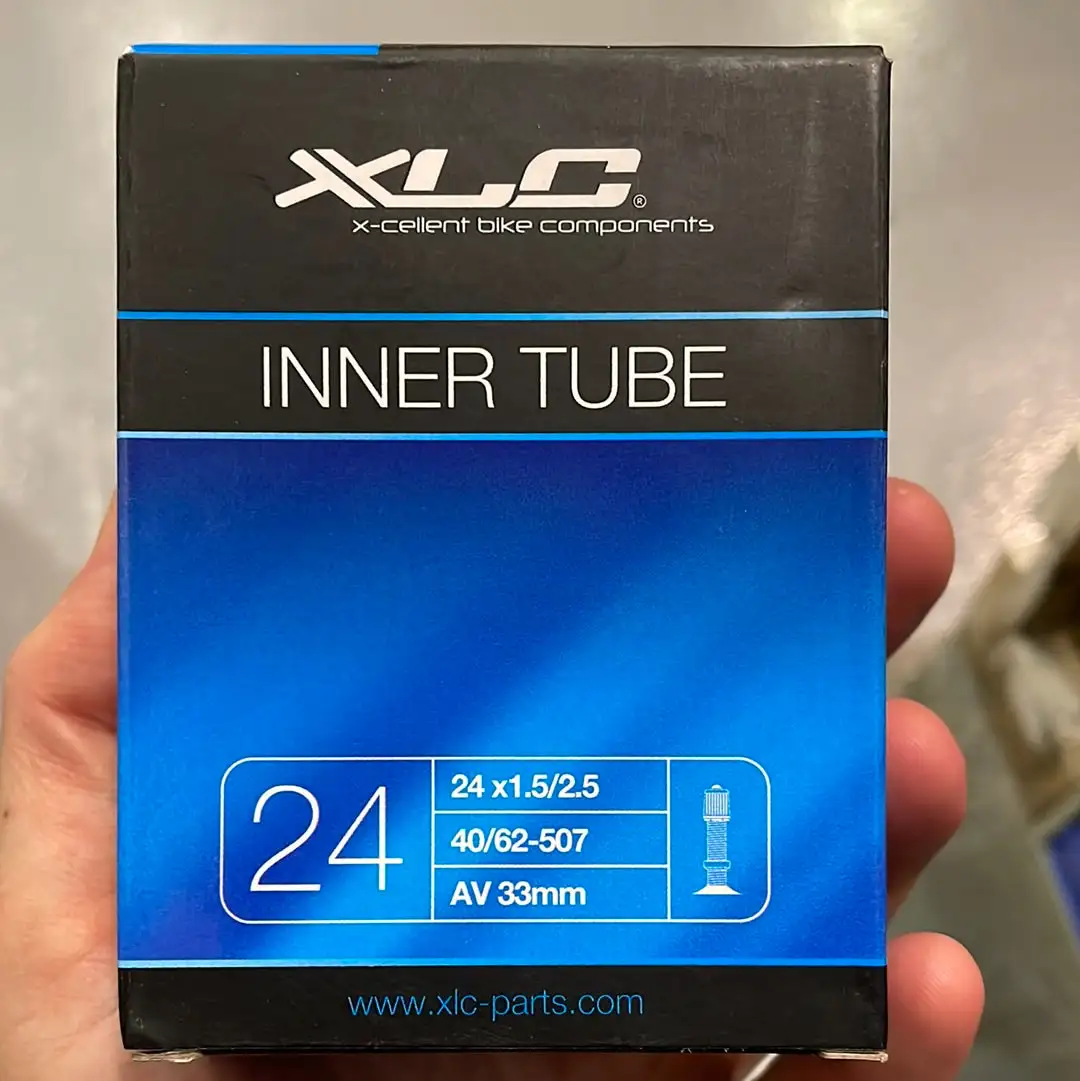 XLC®
x-cellent bike components
INNER TUBE
24
24 x1.5/2.5
40/62-507
AV 33mm
www.xlc-parts.com